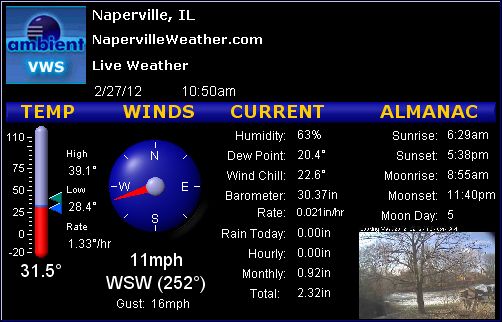 Naperville, IL
NapervilleWeather.com
ambient
VWS
Live Weather
2/27/12 10:50am
TEMP WINDS CURRENT ALMANAC
110
75
50
25
0
-20
High
39.1°
Low
28.4°
Rate
1.33°/hr
31.5°
N
W E
S
11mph
WSW (252°)
Gust: 16mph
Humidity: 63%
Dew Point: 20.4°
Wind Chill: 22.6°
Barometer: 30.37in
Rate: 0.021in/hr
Rain Today: 0.00in
Hourly: 0.00in
Monthly: 0.92in
Total: 2.32in
Sunrise: 6:29am
Sunset: 5:38pm
Moonrise: 8:55am
Moonset: 11:40pm
Moon Day: 5